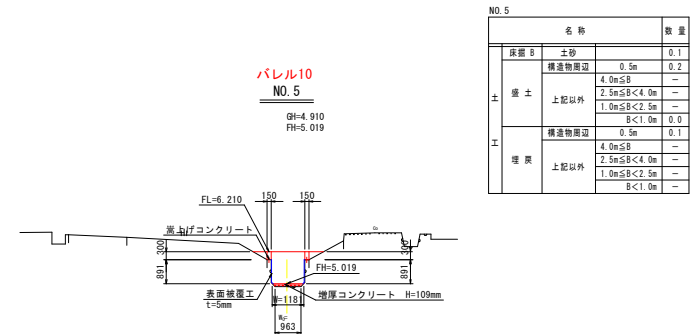 バレル10
NO. 5
GH=4.910
FH=5.019
NO. 5
名 称 数 量
土 工
床掘 B 土砂 0.1
盛 土 構造物周辺 0.5m 0.2
上記以外 4.0m≦B －
2.5m≦B＜4.0m －
1.0m≦B＜2.5m －
B＜1.0m 0.0
埋 戻 構造物周辺 0.5m 0.1
上記以外 4.0m≦B －
2.5m≦B＜4.0m －
1.0m≦B＜2.5m －
B＜1.0m －
FL=6.210
150
150
嵩上げコンクリート
300
300
891
891
FH=5.019
表面被覆工
t=5mm
W=1181
増厚コンクリート H=109mm
963